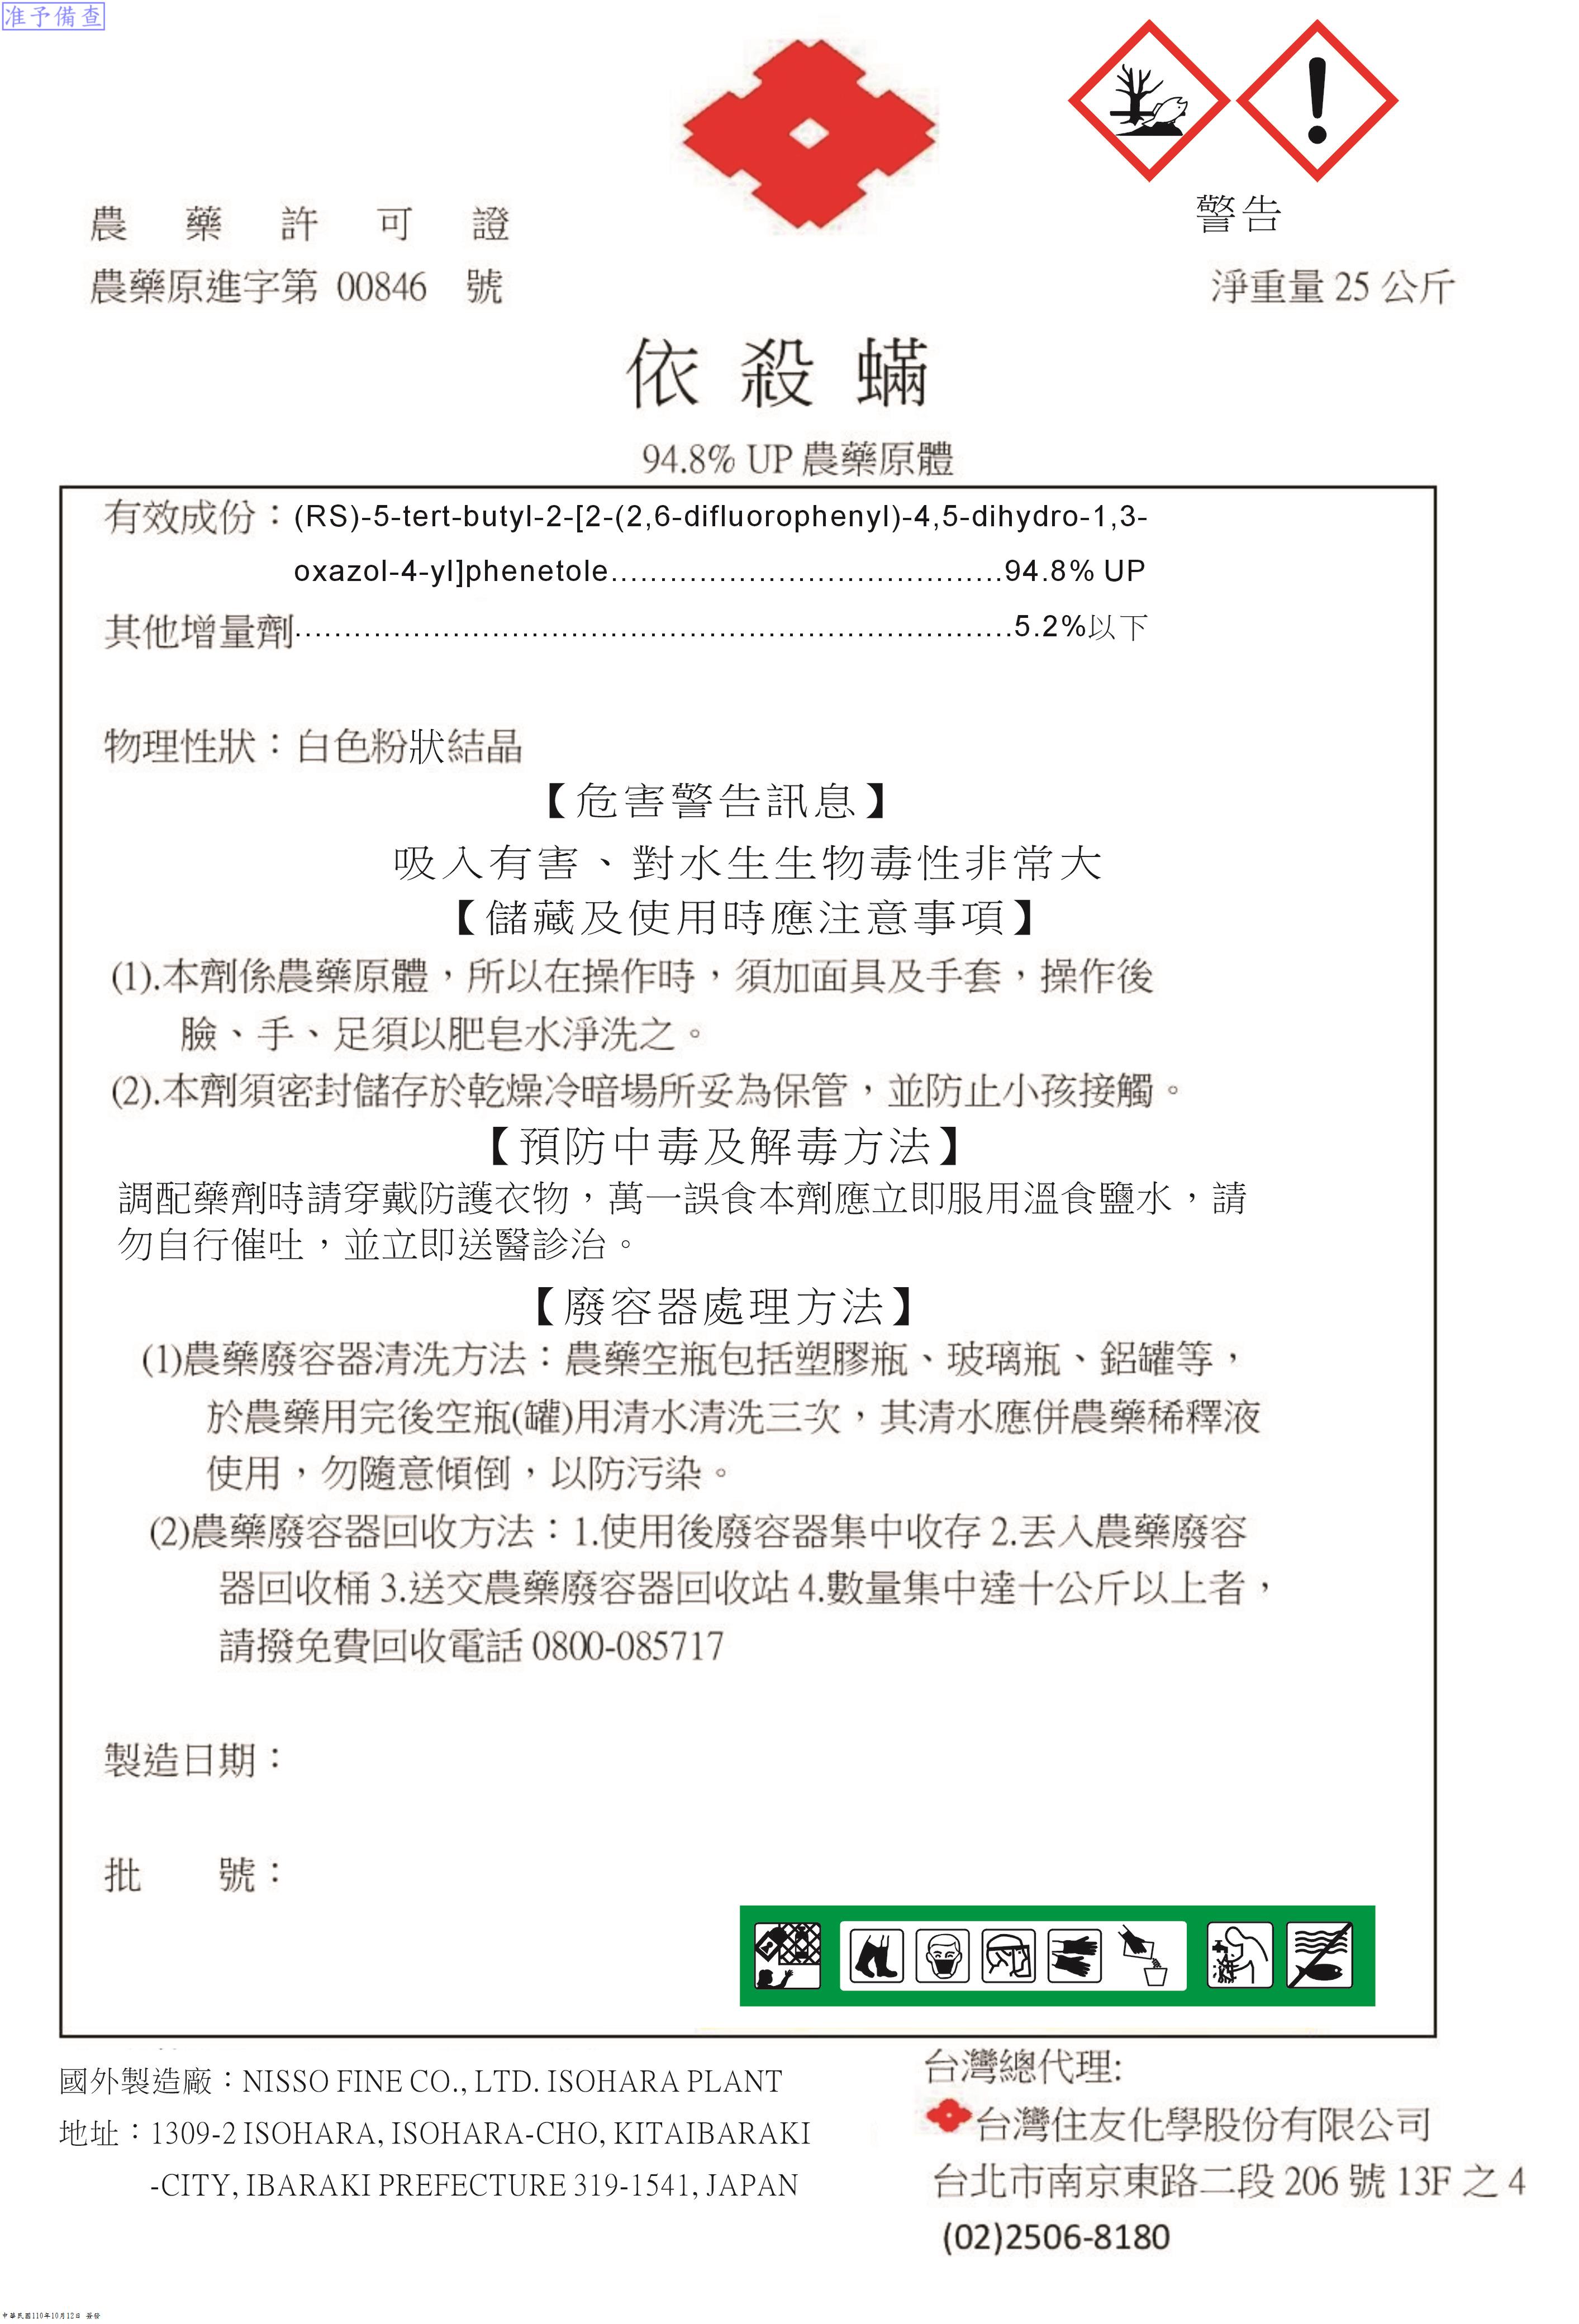 准予備查
警告
農藥許可證
農藥原進字第 00846 號
淨重量 25 公斤
依殺蟎
94.8% UP 農藥原體
有效成份：(RS)-5-tert-butyl-2-[2-(2,6-difluorophenyl)-4,5-dihydro-1,3-
oxazol-4-yl]phenetole........................................94.8% UP
其他增量劑.........................................................................5.2%以下
物理性狀：白色粉狀結晶
【危害警告訊息】
吸入有害、對水生生物毒性非常大
【儲藏及使用時應注意事項】
(1).本劑係農藥原體，所以在操作時，須加面具及手套，操作後
臉、手、足須以肥皂水淨洗之。
(2).本劑須密封儲存於乾燥冷暗場所妥為保管，並防止小孩接觸。
【預防中毒及解毒方法】
調配藥劑時請穿戴防護衣物，萬一誤食本劑應立即服用溫食鹽水，請
勿自行催吐，並立即送醫診治。
【廢容器處理方法】
(1)農藥廢容器清洗方法：農藥空瓶包括塑膠瓶、玻璃瓶、鋁罐等，
於農藥用完後空瓶(罐)用清水清洗三次，其清水應併農藥稀釋液
使用，勿隨意傾倒，以防污染。
(2)農藥廢容器回收方法：1.使用後廢容器集中收存 2.丟入農藥廢容
器回收桶 3.送交農藥廢容器回收站 4.數量集中達十公斤以上者，
請撥免費回收電話 0800-085717
製造日期：
批 號：
國外製造廠：NISSO FINE CO., LTD. ISOHARA PLANT
地址：1309-2 ISOHARA, ISOHARA-CHO, KITAIBARAKI
-CITY, IBARAKI PREFECTURE 319-1541, JAPAN
台灣總代理:
台灣住友化學股份有限公司
台北市南京東路二段 206 號 13F 之 4
(02)2506-8180
中華民國110年10月12日 簽發